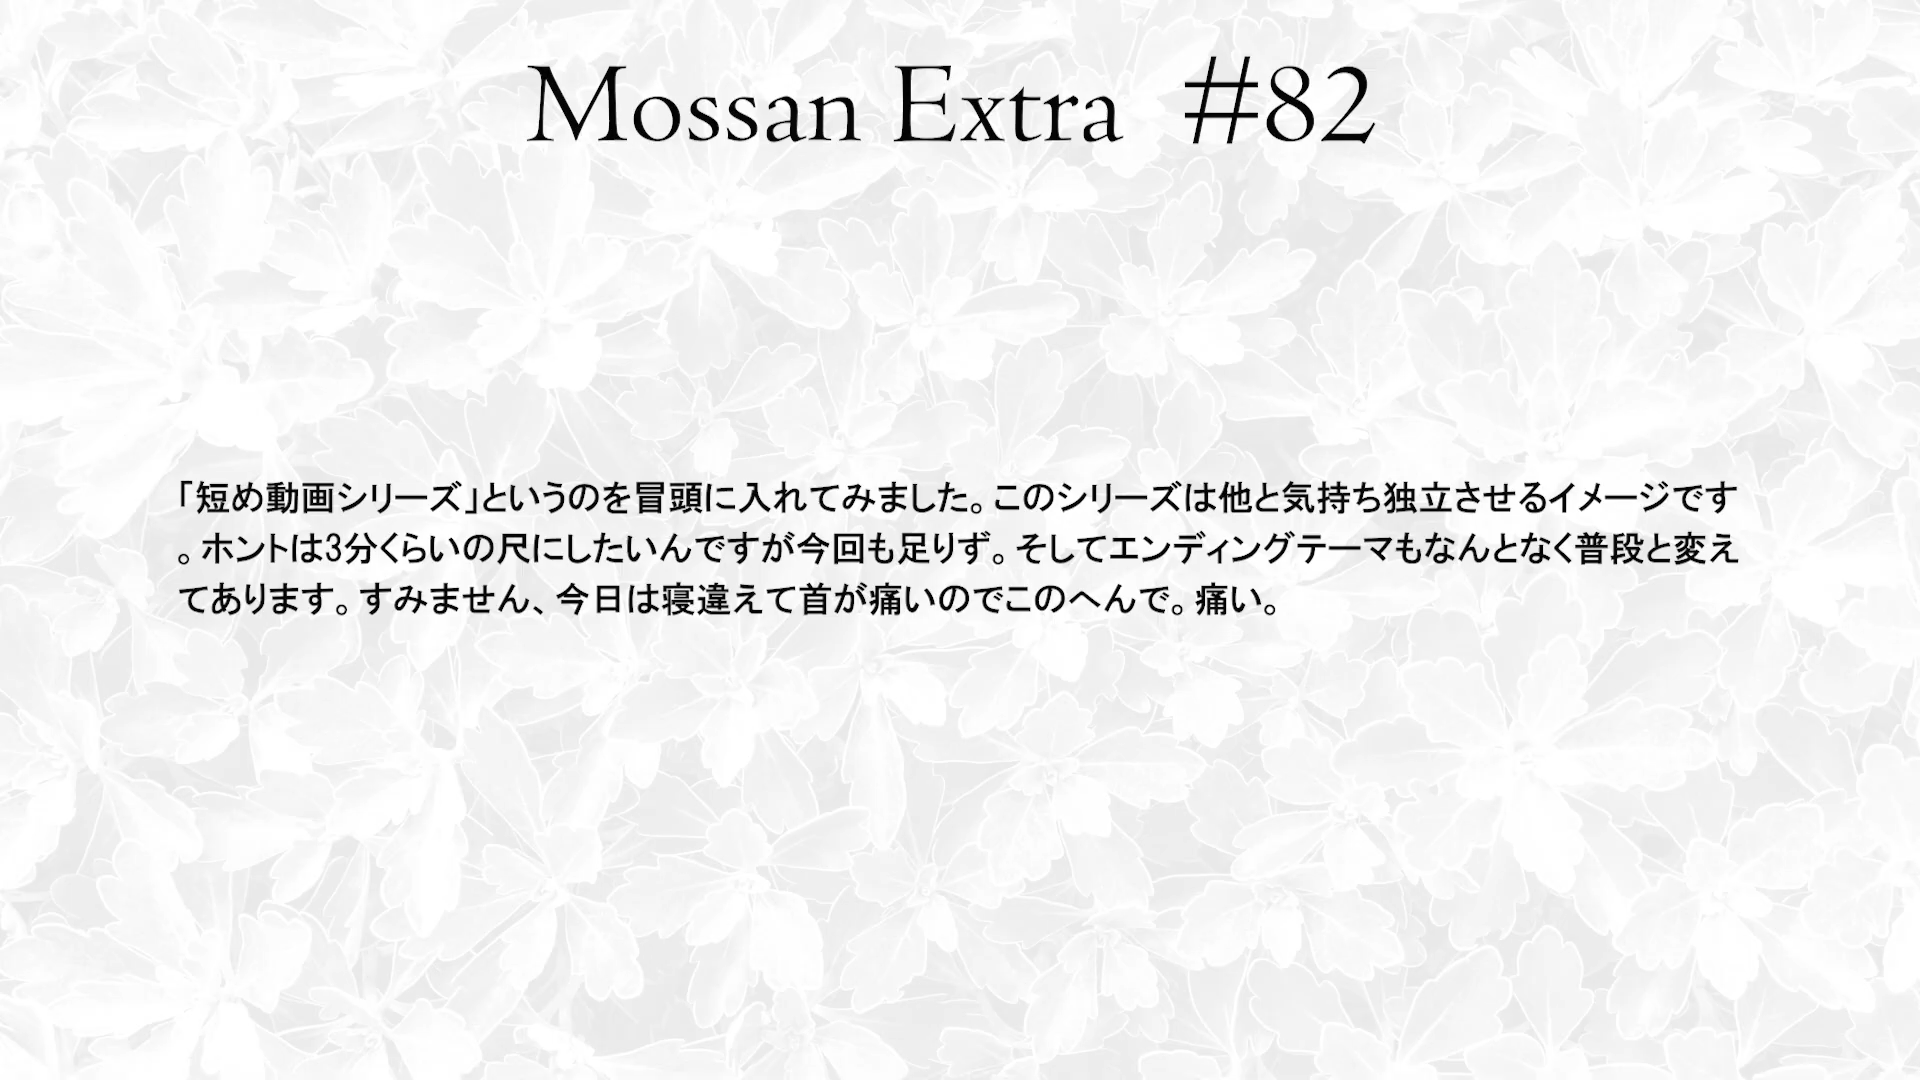 Mossan Extra #82
「短め動画シリーズ」というのを冒頭に入れてみました。このシリーズは他と気持ち独立させるイメージです
。ホントは3分くらいの尺にしたいんですが今回も足りず。そしてエンディングテーマもなんとなく普段と変え
てあります。すみません、今日は寝違えて首が痛いのでこのへんで。痛い。